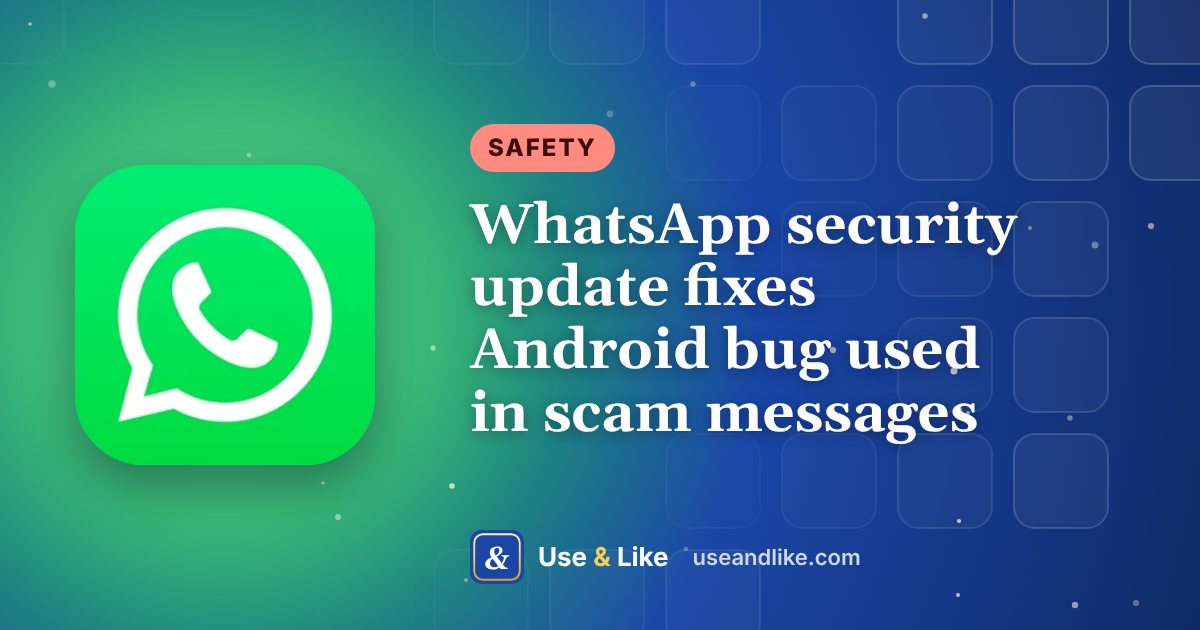 SAFETY
WhatsApp security
update fixes
Android bug used
in scam messages
& Use & Like useandlike.com